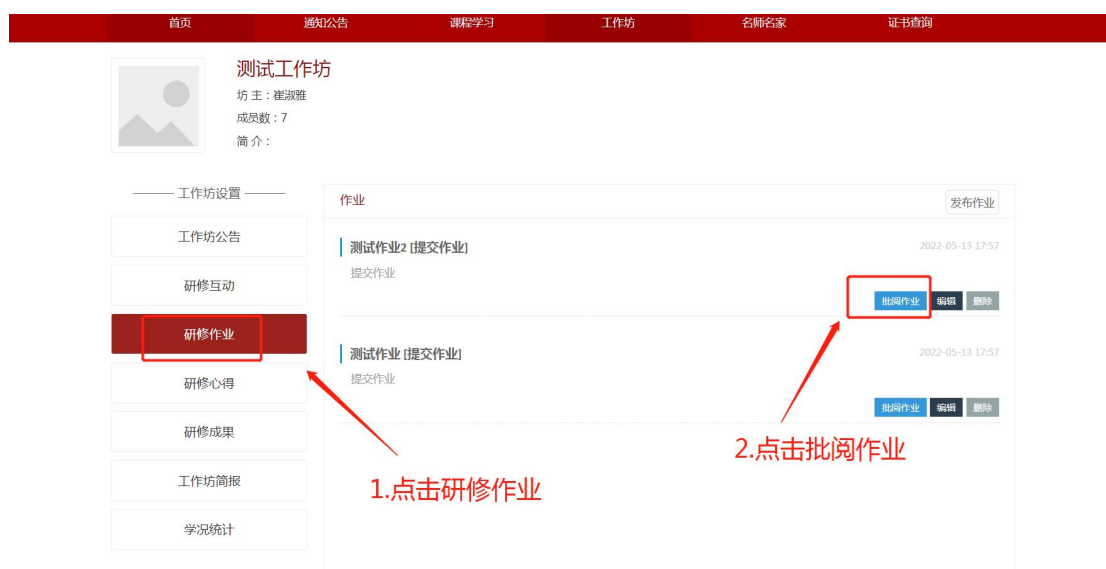 首页 通知公告 课程学习 工作坊 名师名家 证书查询
测试工作坊
坊 主：崔淑雅
成员数：7
简 介：
工作坊设置
工作坊公告
研修互动
研修作业
研修心得
研修成果
工作坊简报
学况统计
作业 发布作业
测试作业2 [提交作业] 2022-05-13 17:57
提交作业
批阅作业 编辑 删除
测试作业 [提交作业] 2022-05-13 17:57
提交作业
批阅作业 编辑 删除
1.点击研修作业
2.点击批阅作业